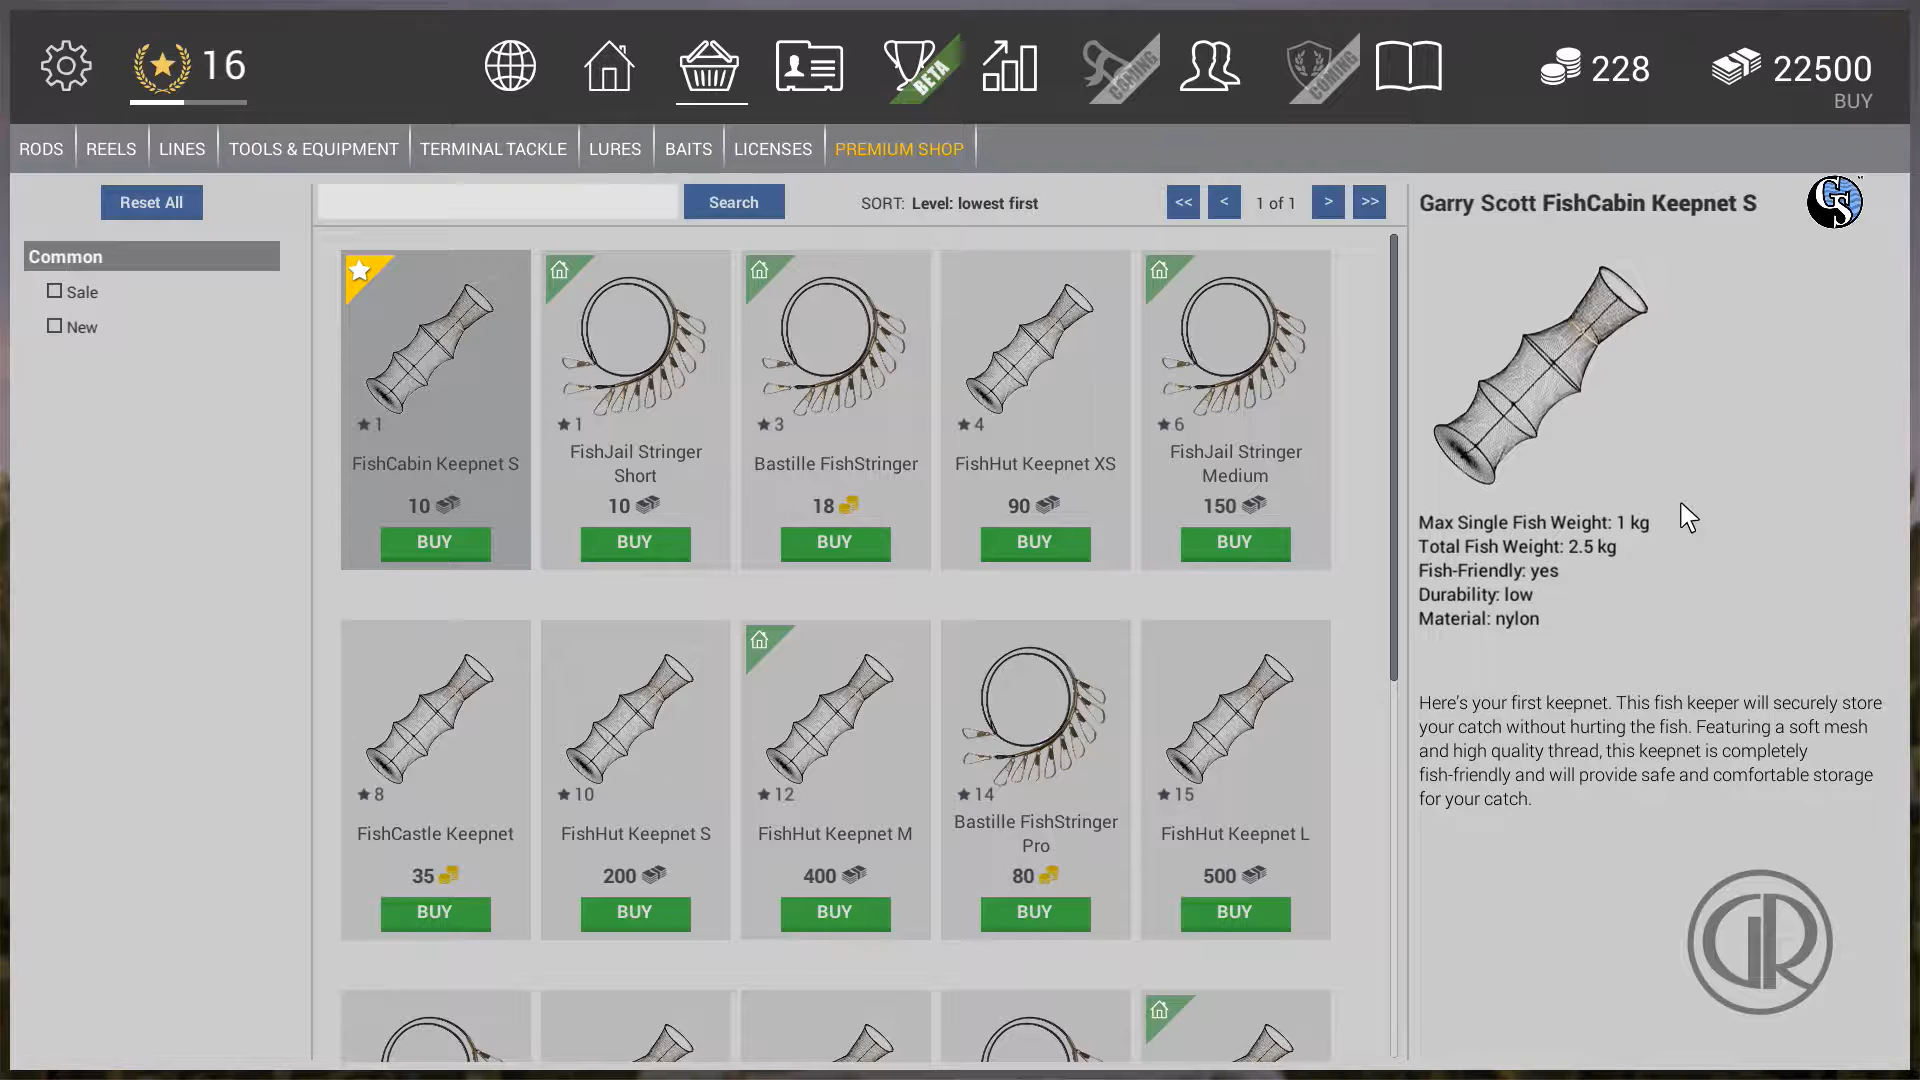 16
BETA
COMING
COMING
228
22500
BUY
RODS
REELS
LINES
TOOLS & EQUIPMENT
TERMINAL TACKLE
LURES
BAITS
LICENSES
PREMIUM SHOP
Reset All
Search
SORT: Level: lowest first
<<
<
1 of 1
>
>>
Garry Scott FishCabin Keepnet S
GS
Common
Sale
New
1
FishCabin Keepnet S
10
BUY
1
FishJail Stringer
Short
10
BUY
3
Bastille FishStringer
18
BUY
4
FishHut Keepnet XS
90
BUY
6
FishJail Stringer
Medium
150
BUY
8
FishCastle Keepnet
35
BUY
10
FishHut Keepnet S
200
BUY
12
FishHut Keepnet M
400
BUY
14
Bastille FishStringer
Pro
80
BUY
15
FishHut Keepnet L
500
BUY
Max Single Fish Weight: 1 kg
Total Fish Weight: 2.5 kg
Fish-Friendly: yes
Durability: low
Material: nylon
Here's your first keepnet. This fish keeper will securely store
your catch without hurting the fish. Featuring a soft mesh
and high quality thread, this keepnet is completely
fish-friendly and will provide safe and comfortable storage
for your catch.